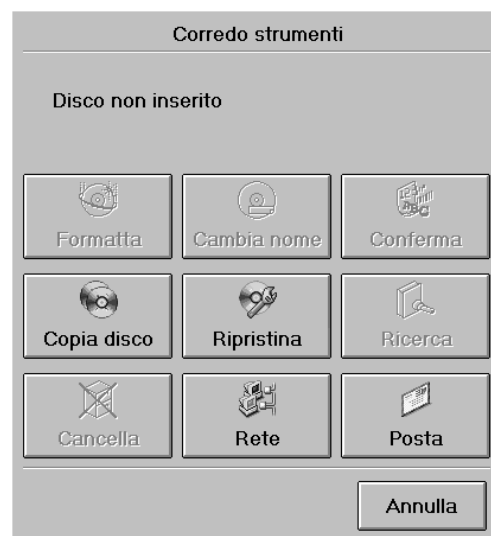 Corredo strumenti
Disco non inserito
Formatta
Cambia nome
Conferma
Copia disco
Ripristina
Ricerca
Cancella
Rete
Posta
Annulla